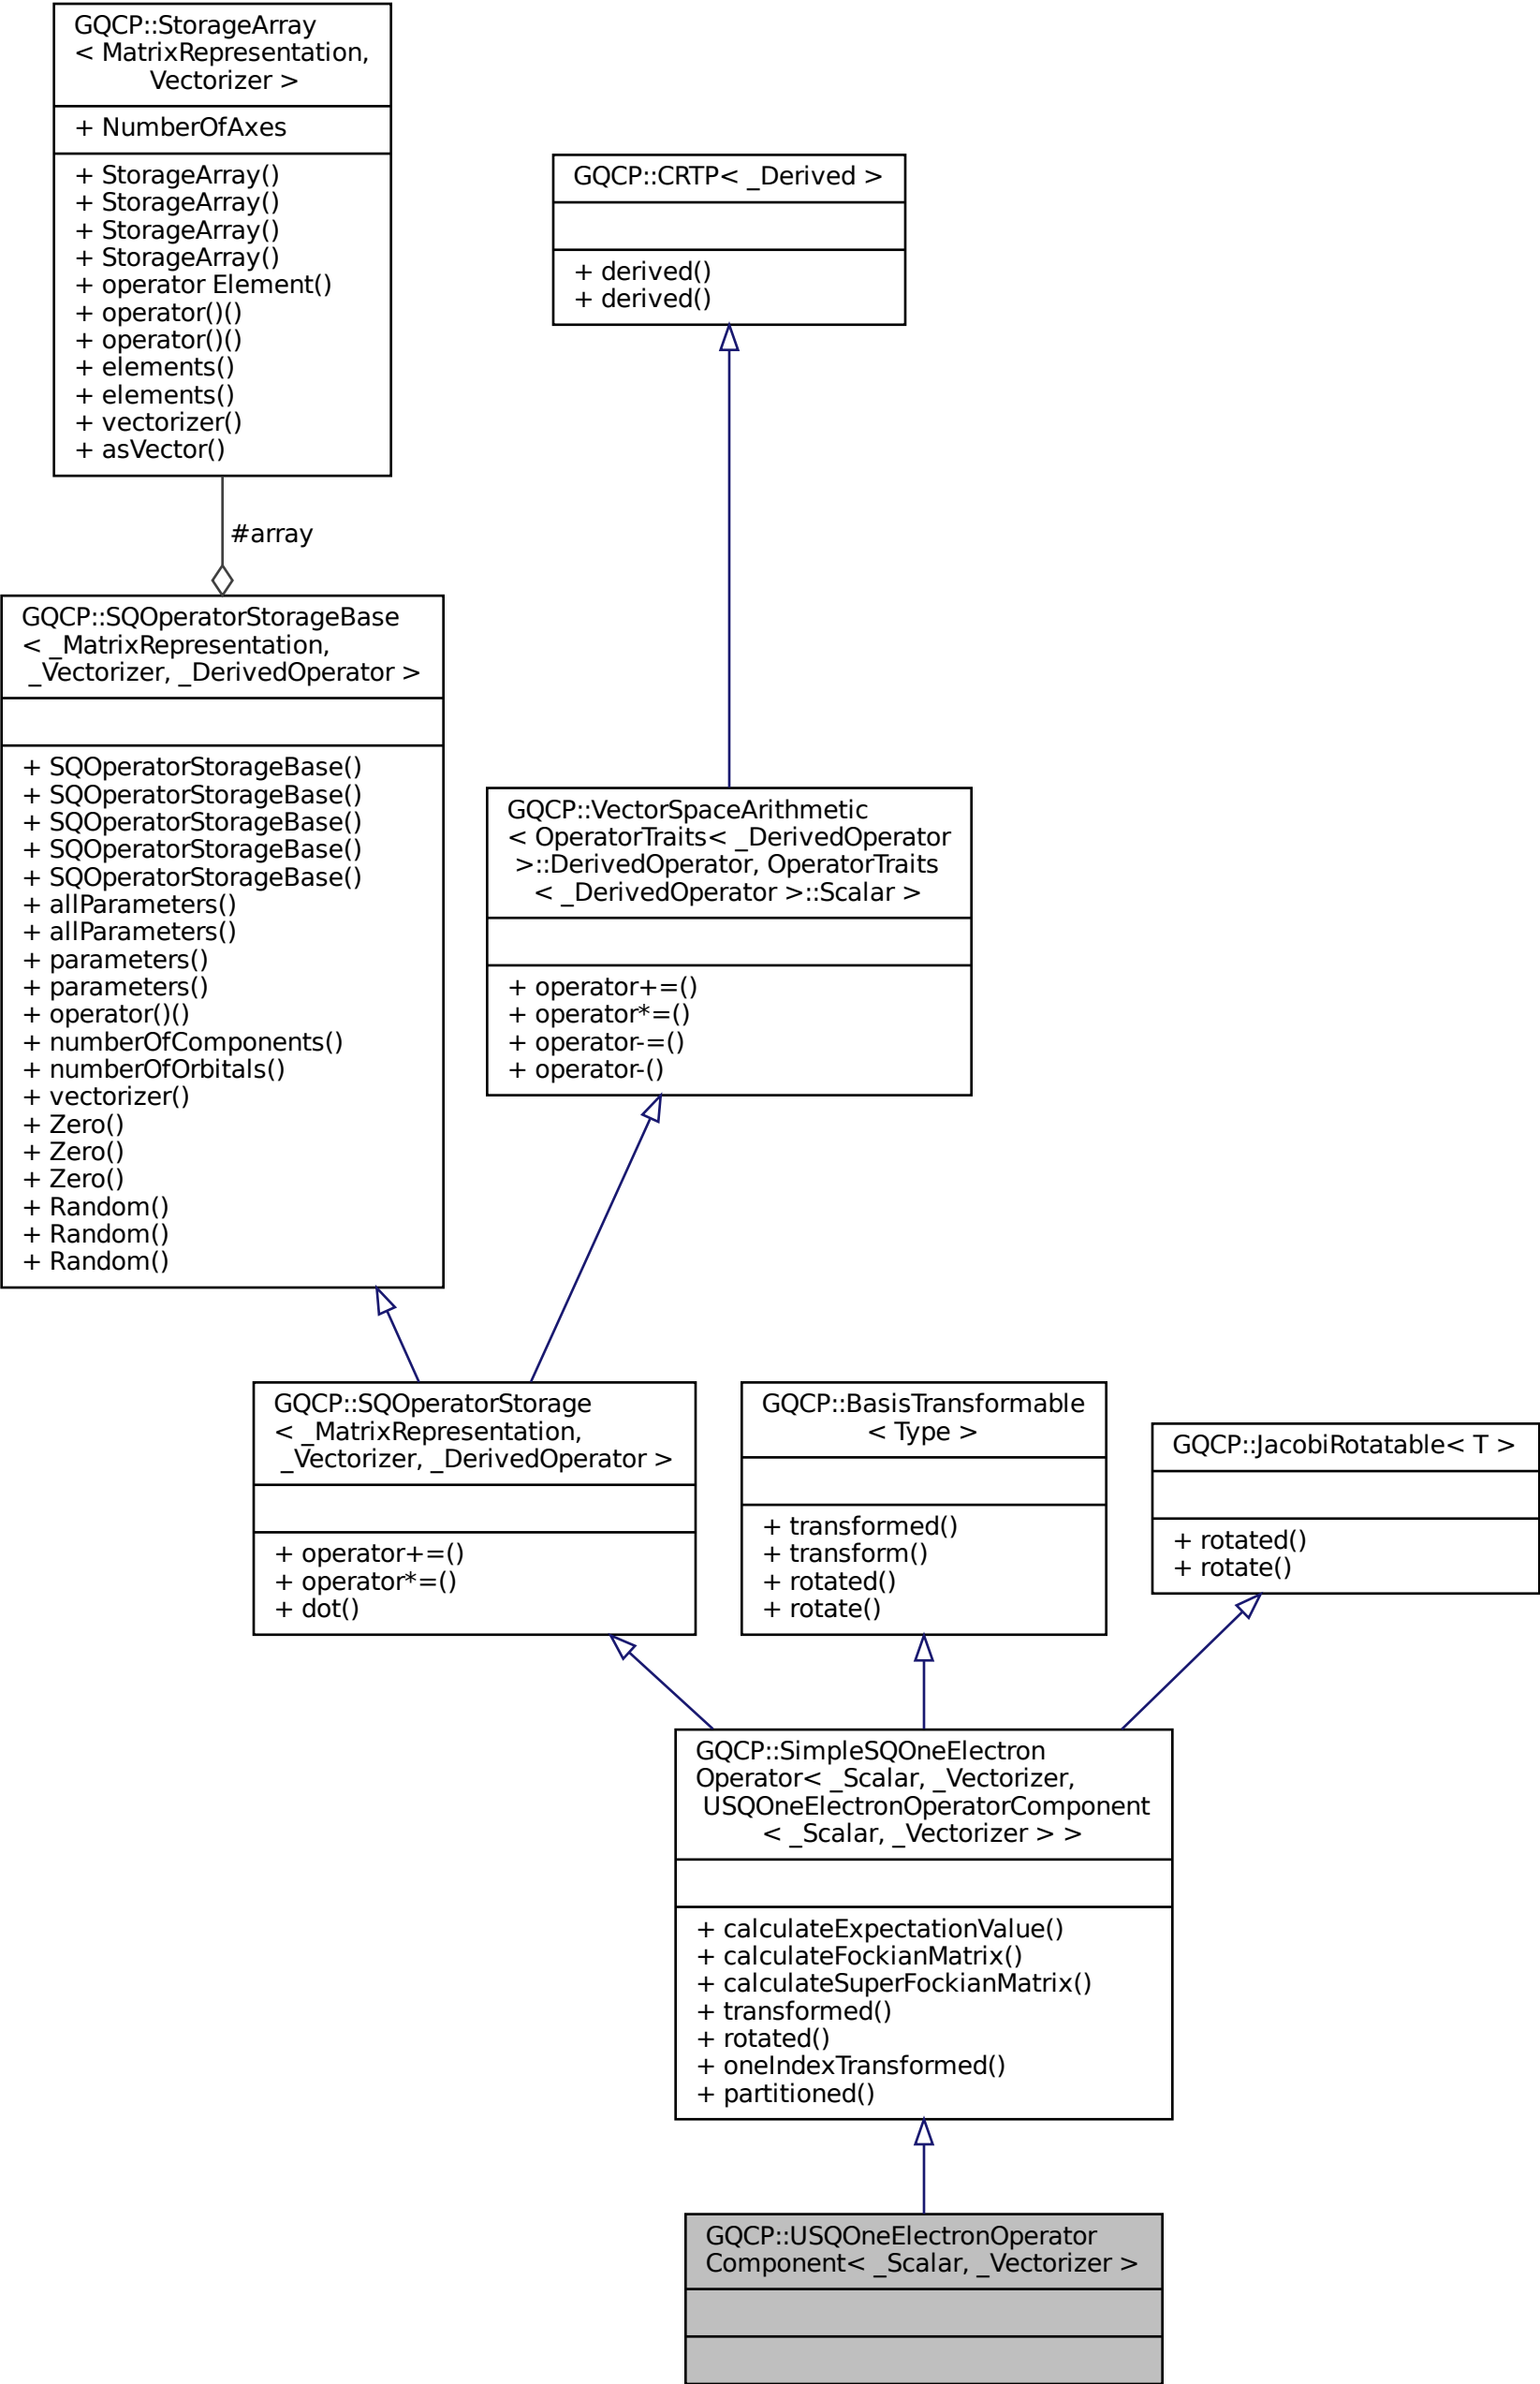 GQCP::StorageArray
< MatrixRepresentation,
Vectorizer >
+ NumberOfAxes
+ StorageArray()
+ StorageArray()
+ StorageArray()
+ StorageArray()
+ operator Element()
+ operator()()
+ operator()()
+ elements()
+ elements()
+ vectorizer()
+ asVector()
GQCP::CRTP< _Derived >
+ derived()
+ derived()
#array
GQCP::SQOperatorStorageBase
< _MatrixRepresentation,
_Vectorizer, _DerivedOperator >
+ SQOperatorStorageBase()
+ SQOperatorStorageBase()
+ SQOperatorStorageBase()
+ SQOperatorStorageBase()
+ SQOperatorStorageBase()
+ allParameters()
+ allParameters()
+ parameters()
+ parameters()
+ operator()()
+ numberOfComponents()
+ numberOfOrbitals()
+ vectorizer()
+ Zero()
+ Zero()
+ Zero()
+ Random()
+ Random()
+ Random()
GQCP::VectorSpaceArithmetic
< OperatorTraits< _DerivedOperator
>::DerivedOperator, OperatorTraits
< _DerivedOperator >::Scalar >
+ operator+=()
+ operator*=()
+ operator-=()
+ operator-()
GQCP::SQOperatorStorage
< _MatrixRepresentation,
_Vectorizer, _DerivedOperator >
+ operator+=()
+ operator*=()
+ dot()
GQCP::BasisTransformable
< Type >
+ transformed()
+ transform()
+ rotated()
+ rotate()
GQCP::JacobiRotatable< T >
+ rotated()
+ rotate()
GQCP::SimpleSQOneElectron
Operator< _Scalar, _Vectorizer,
USQOneElectronOperatorComponent
< _Scalar, _Vectorizer > >
+ calculateExpectationValue()
+ calculateFockianMatrix()
+ calculateSuperFockianMatrix()
+ transformed()
+ rotated()
+ oneIndexTransformed()
+ partitioned()
GQCP::USQOneElectronOperator
Component< _Scalar, _Vectorizer >